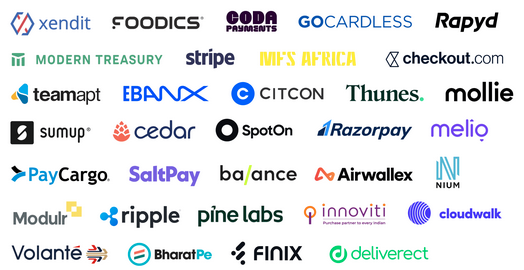 xendit FOODICS® CODA PAYMENTS GOCARDLESS Rapyd
MODERN TREASURY stripe MFS AFRICA checkout.com
teamapt EBANX CITCON Thunes. mollie
sumup® cedar SpotOn Razorpay melio
PayCargo. SaltPay ba/ance Airwallex NIUM
Modulr ripple pine labs innoviti Purchase partner to every Indian. cloudwalk
Volanté BharatPe FINIX deliverect